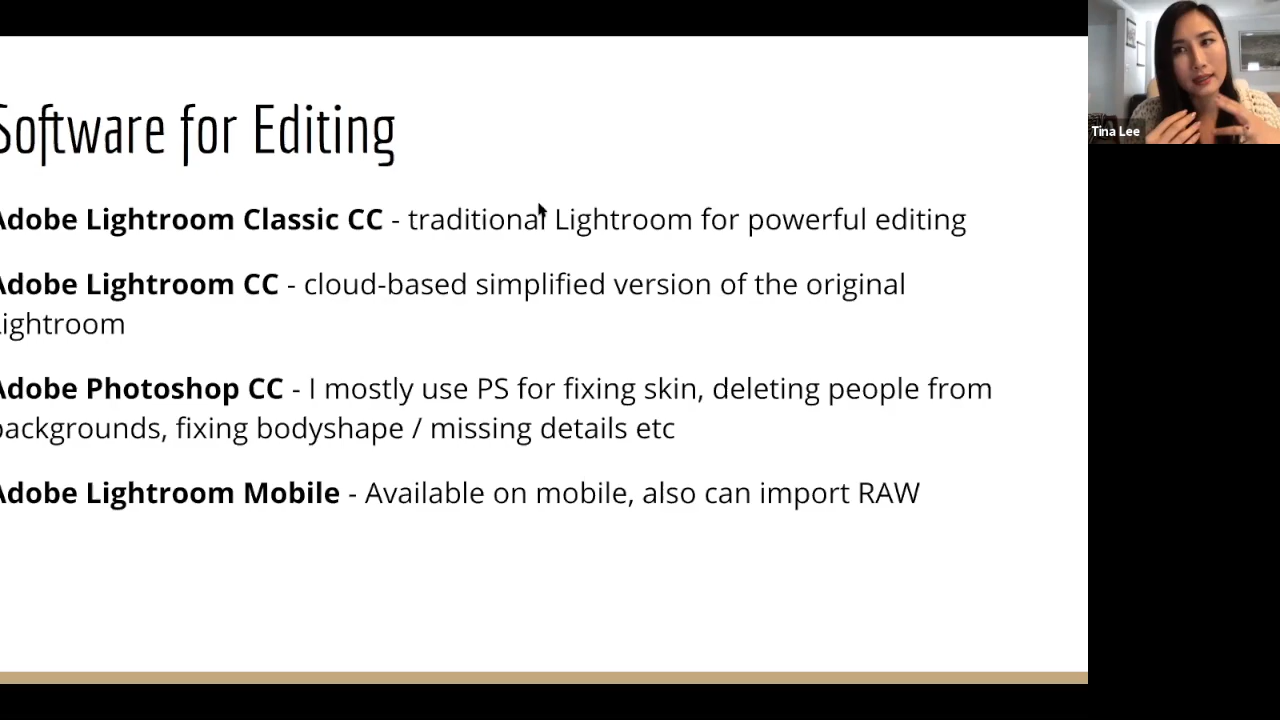 Software for Editing
Adobe Lightroom Classic CC - traditional Lightroom for powerful editing
Adobe Lightroom CC - cloud-based simplified version of the original
Lightroom
Adobe Photoshop CC - I mostly use PS for fixing skin, deleting people from
backgrounds, fixing bodyshape / missing details etc
Adobe Lightroom Mobile - Available on mobile, also can import RAW
Tina Lee